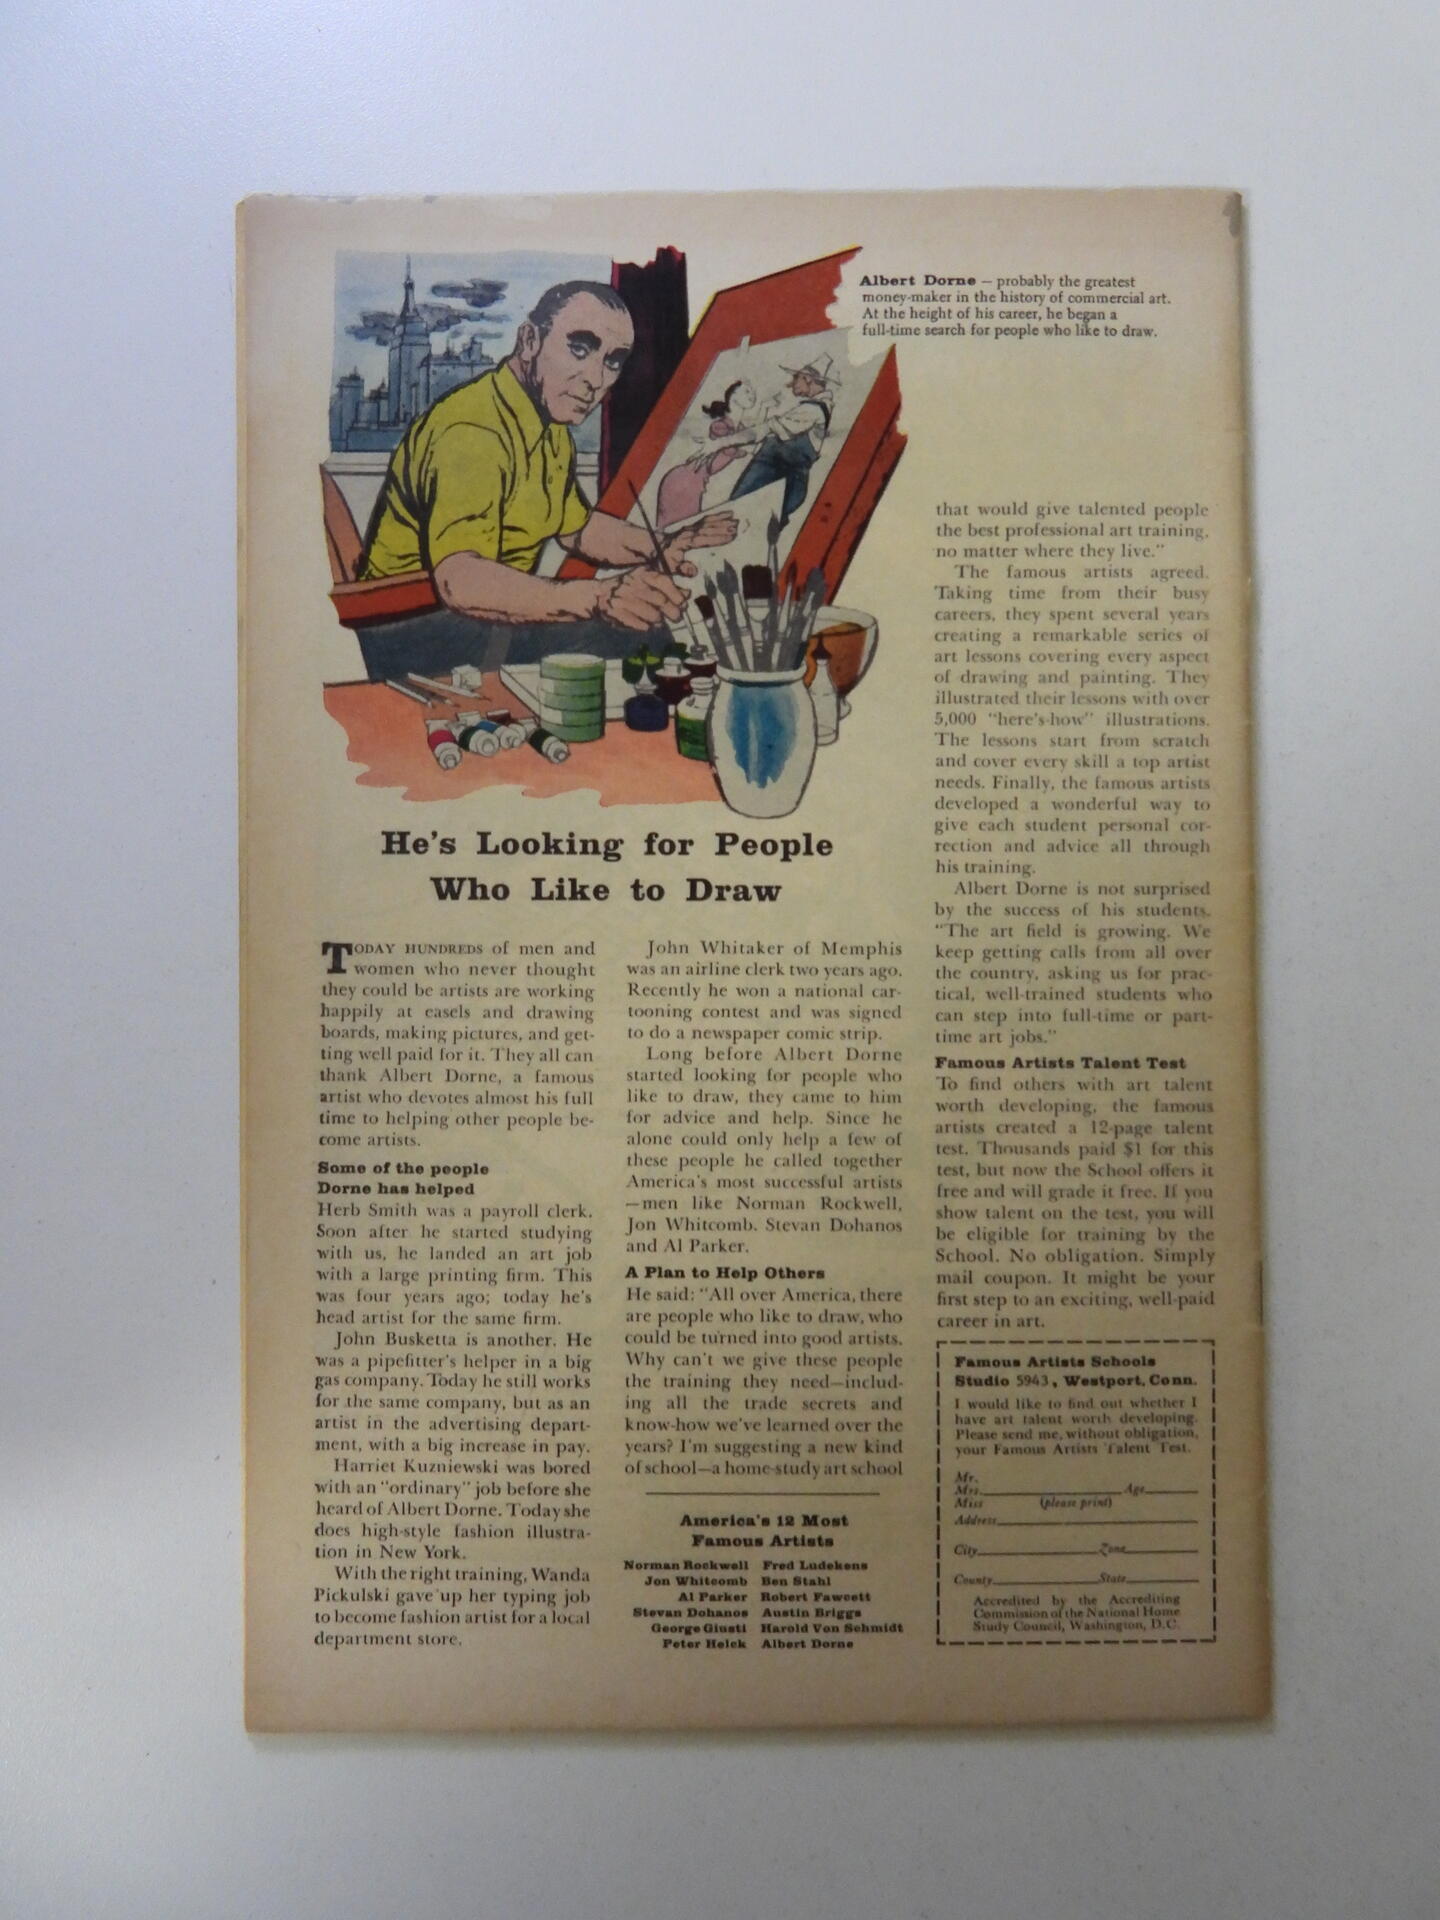 Albert Dorne — probably the greatest
money-maker in the history of commercial art.
At the height of his career, he began a
full-time search for people who like to draw.
He's Looking for People
Who Like to Draw
TODAY HUNDREDS of men and
women who never thought
they could be artists are working
happily at easels and drawing
boards, making pictures, and get-
ting well paid for it. They all can
thank Albert Dorne, a famous
artist who devotes almost his full
time to helping other people be-
come artists.
Some of the people
Dorne has helped
Herb Smith was a payroll clerk.
Soon after he started studying
with us, he landed an art job
with a large printing firm. This
was four years ago; today he's
head artist for the same firm.
John Busketta is another. He
was a pipefitter's helper in a big
gas company. Today he still works
for the same company, but as an
artist in the advertising depart-
ment, with a big increase in pay.
Harriet Kuzniewski was bored
with an "ordinary" job before she
heard of Albert Dorne. Today she
does high-style fashion illustra-
tion in New York.
With the right training, Wanda
Pickulski gave up her typing job
to become fashion artist for a local
department store.
John Whitaker of Memphis
was an airline clerk two years ago.
Recently he won a national car-
tooning contest and was signed
to do a newspaper comic strip.
Long before Albert Dorne
started looking for people who
like to draw, they came to him
for advice and help. Since he
alone could only help a few of
these people he called together
America's most successful artists
—men like Norman Rockwell,
Jon Whitcomb, Stevan Dohanos
and Al Parker.
A Plan to Help Others
He said: "All over America, there
are people who like to draw, who
could be turned into good artists.
Why can't we give these people
the training they need—includ-
ing all the trade secrets and
know-how we've learned over the
years? I'm suggesting a new kind
of school—a home-study art school
America's 12 Most
Famous Artists
Norman Rockwell Fred Ludekens
Jon Whitcomb Ben Stahl
Al Parker Robert Fawcett
Stevan Dohanos Austin Briggs
George Giusti Harold Von Schmidt
Peter Helck Albert Dorne
that would give talented people
the best professional art training,
no matter where they live."
The famous artists agreed.
Taking time from their busy
careers, they spent several years
creating a remarkable series of
art lessons covering every aspect
of drawing and painting. They
illustrated their lessons with over
5,000 "here's-how" illustrations.
The lessons start from scratch
and cover every skill a top artist
needs. Finally, the famous artists
developed a wonderful way to
give each student personal cor-
rection and advice all through
his training.
Albert Dorne is not surprised
by the success of his students.
"The art field is growing. We
keep getting calls from all over
the country, asking us for prac-
tical, well-trained students who
can step into full-time or part-
time art jobs."
Famous Artists Talent Test
To find others with art talent
worth developing, the famous
artists created a 12-page talent
test. Thousands paid $1 for this
test, but now the School offers it
free and will grade it free. If you
show talent on the test, you will
be eligible for training by the
School. No obligation. Simply
mail coupon. It might be your
first step to an exciting, well-paid
career in art.
Famous Artists Schools
Studio 5943, Westport, Conn.
I would like to find out whether I
have art talent worth developing.
Please send me, without obligation,
your Famous Artists Talent Test.
Mr.
Mrs. Age
Miss (please print)
Address
City Zone
County State
Accredited by the Accrediting
Commission of the National Home
Study Council, Washington, D.C.